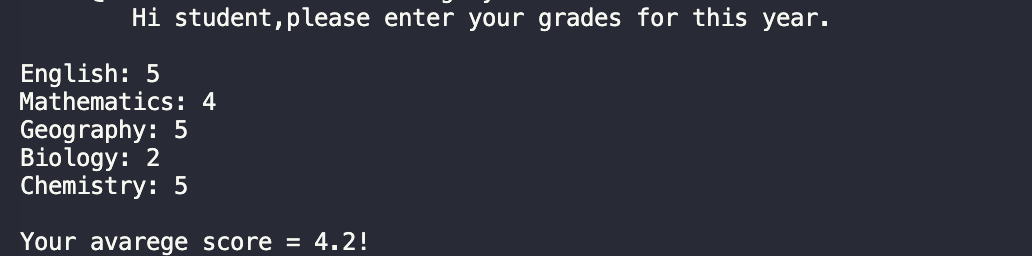 Hi student,please enter your grades for this year.
English: 5
Mathematics: 4
Geography: 5
Biology: 2
Chemistry: 5
Your avarege score = 4.2!